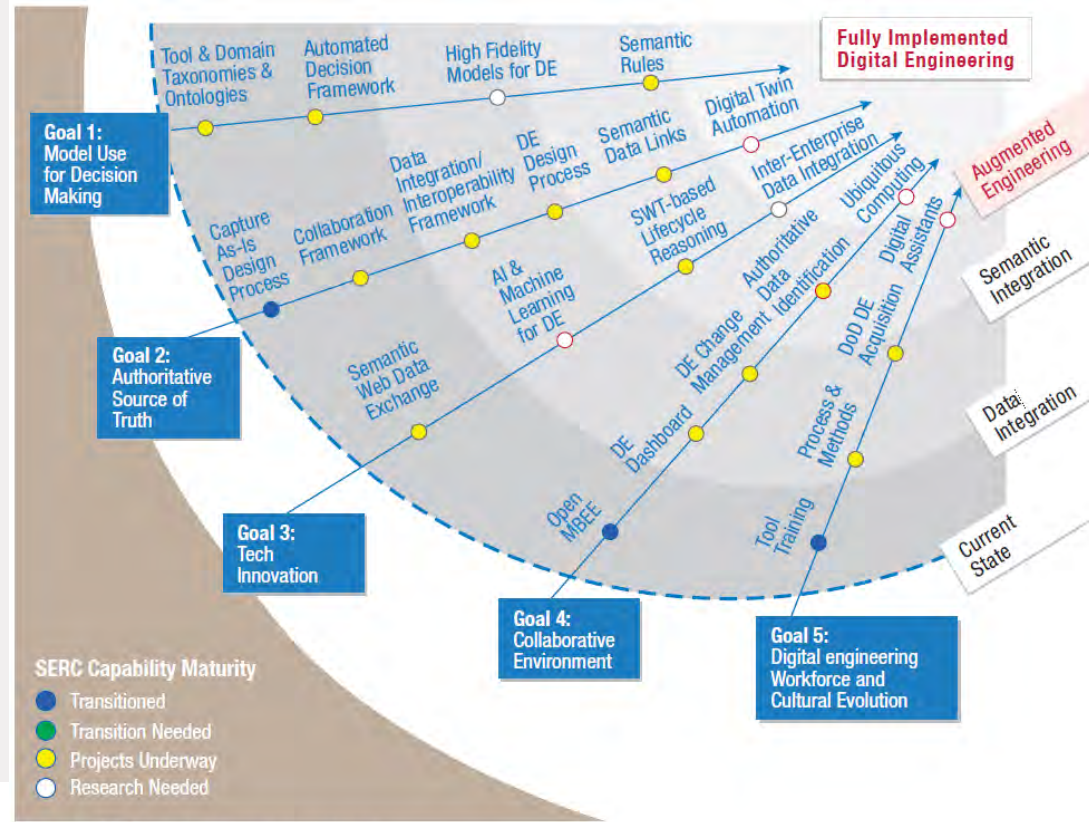 Tool & Domain
Taxonomies &
Ontologies
Automated
Decision
Framework
High Fidelity
Models for DE
Semantic
Rules
Fully Implemented
Digital Engineering
Goal 1:
Model Use
for Decision
Making
Capture
As-Is
Design
Process
Collaboration
Framework
Data
Integration/
Interoperability
Framework
DE
Design
Process
Semantic
Data Links
Digital Twin
Automation
Goal 2:
Authoritative
Source of
Truth
Semantic
Web Data
Exchange
AI &
Machine
Learning
for DE
SWT-based
Lifecycle
Reasoning
Inter-Enterprise
Data Integration
Goal 3:
Tech
Innovation
Open
MBEE
DE
Dashboard
DE Change
Management
Authoritative
Data
Identification
Ubiquitous
Computing
Goal 4:
Collaborative
Environment
Tool
Training
Process &
Methods
DoD DE
Acquisition
Digital
Assistants
Goal 5:
Digital engineering
Workforce and
Cultural Evolution
Augmented
Engineering
Semantic
Integration
Data
Integration
Current
State
SERC Capability Maturity
Transitioned
Transition Needed
Projects Underway
Research Needed